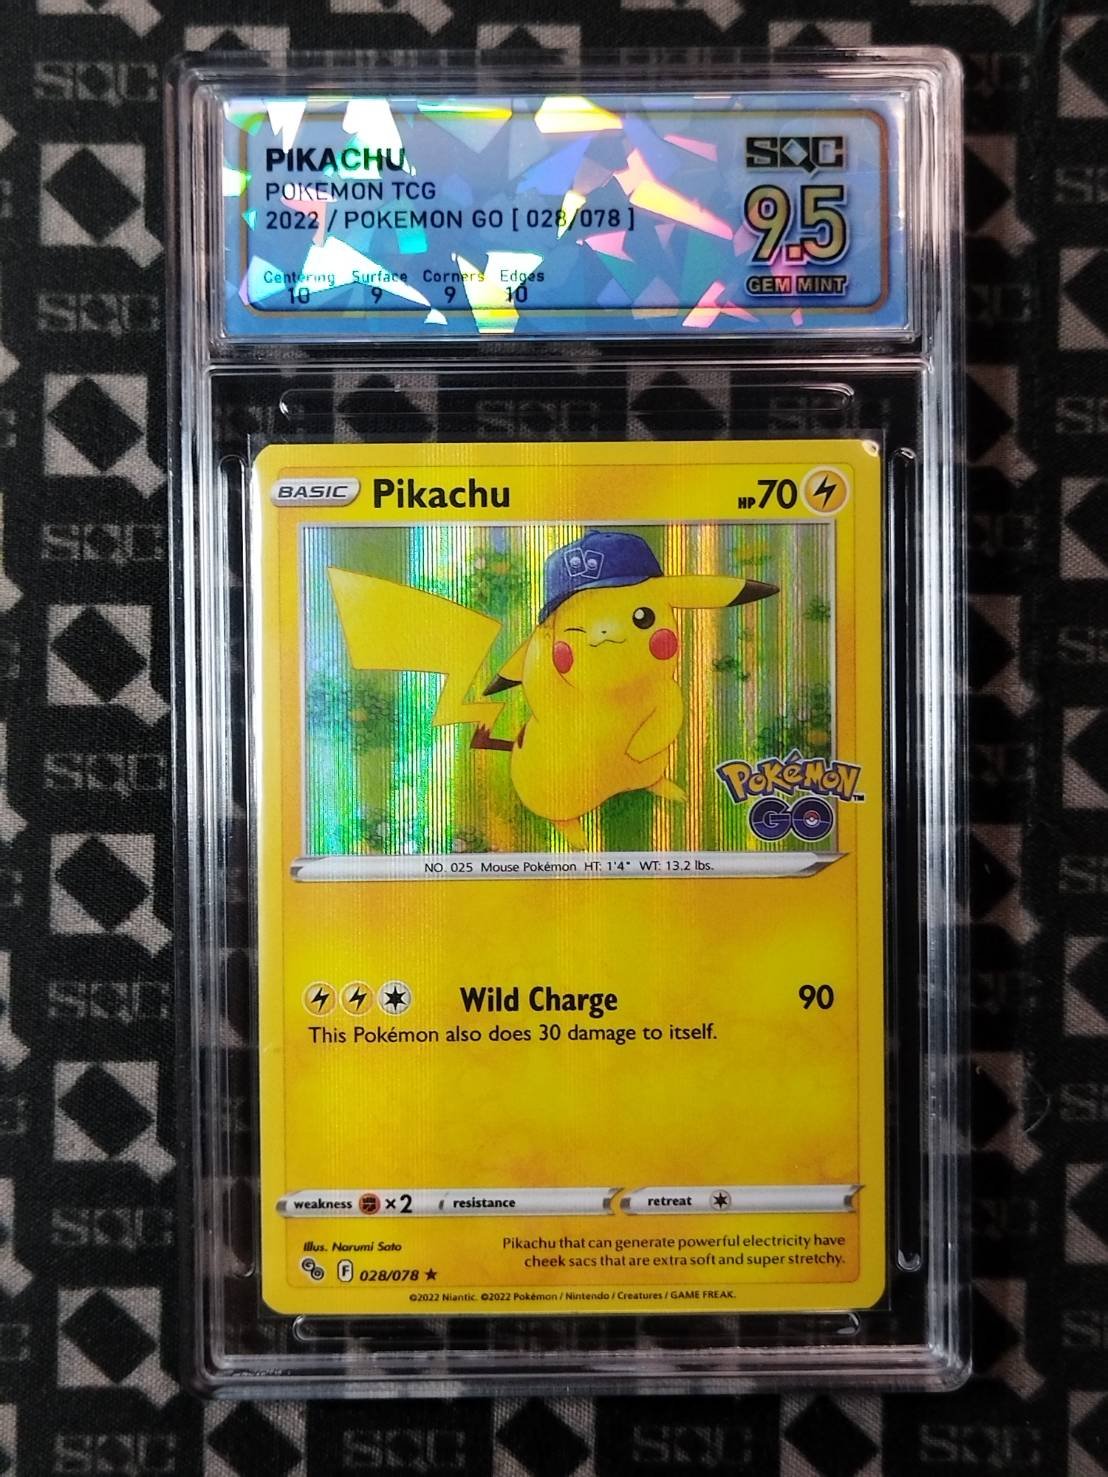 PIKACHU
POKEMON TCG
2022 / POKEMON GO [ 028/078 ]
Centering Surface Corners Edges
10 9 9 10
SQC
9.5
GEM MINT
BASIC Pikachu HP 70
POKéMON™
GO
NO. 025 Mouse Pokémon HT: 1'4" WT: 13.2 lbs.
Wild Charge 90
This Pokémon also does 30 damage to itself.
weakness ×2 resistance retreat
Illus. Narumi Sato
Pikachu that can generate powerful electricity have
cheek sacs that are extra soft and super stretchy.
GO F 028/078
©2022 Niantic. ©2022 Pokémon / Nintendo / Creatures / GAME FREAK.